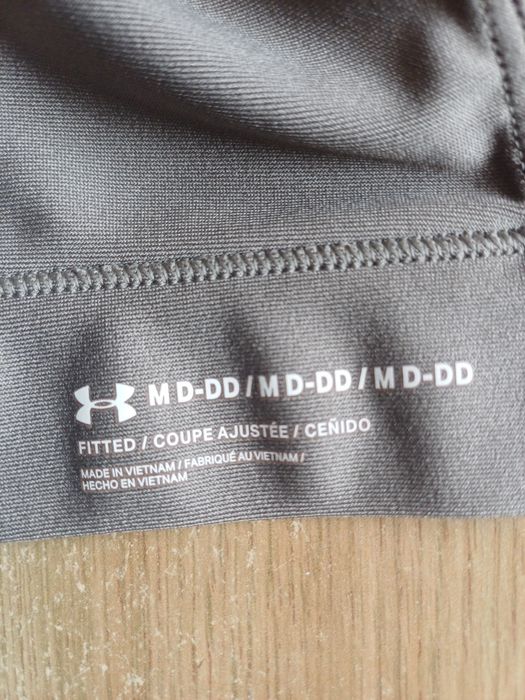 M D-DD / M D-DD / M D-DD
FITTED / COUPE AJUSTÉE / CEÑIDO
MADE IN VIETNAM / FABRIQUÉ AU VIETNAM /
HECHO EN VIETNAM